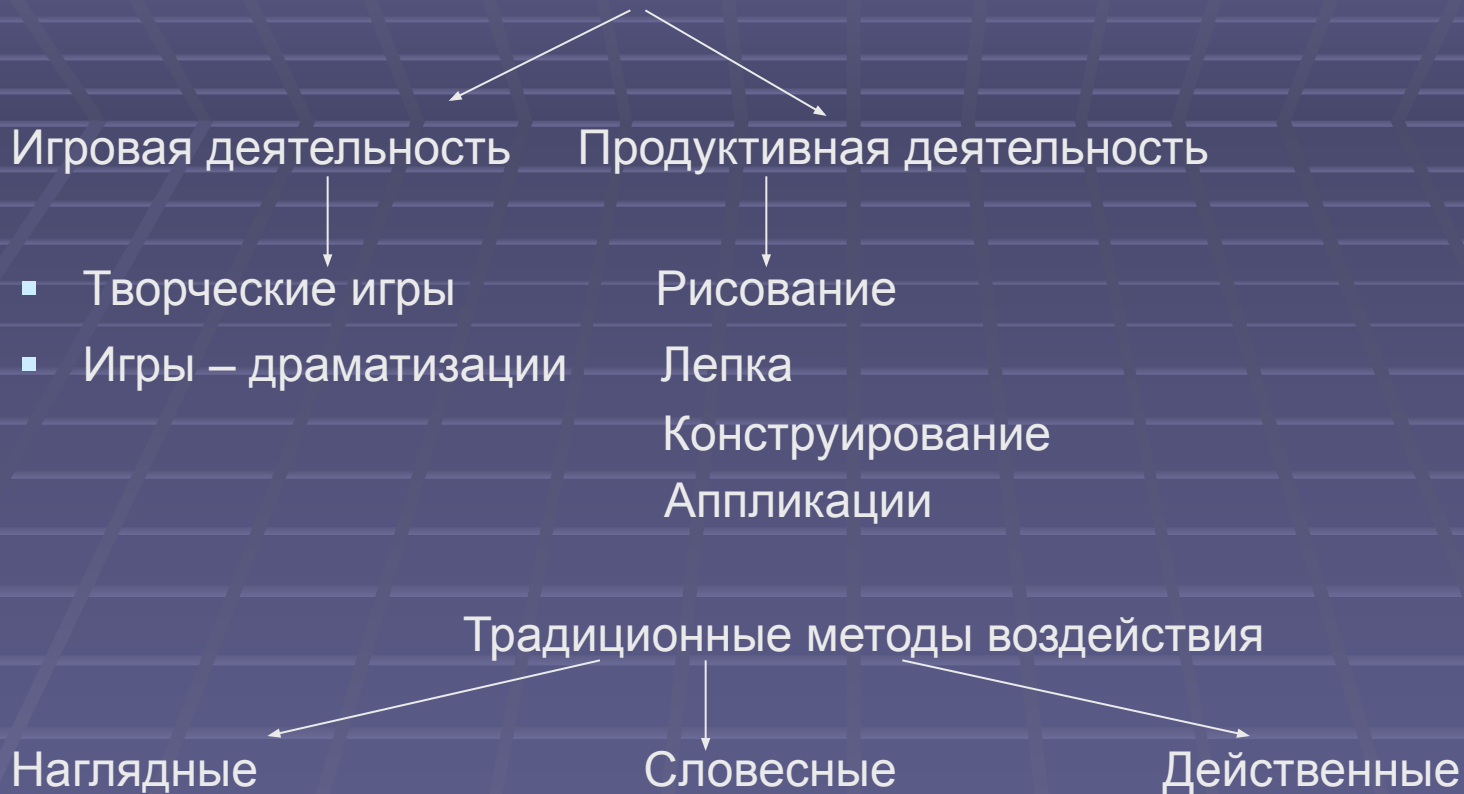 Игровая деятельность Продуктивная деятельность
Творческие игры Рисование
Игры – драматизации Лепка
Конструирование
Аппликации
Традиционные методы воздействия
Наглядные Словесные Действенные